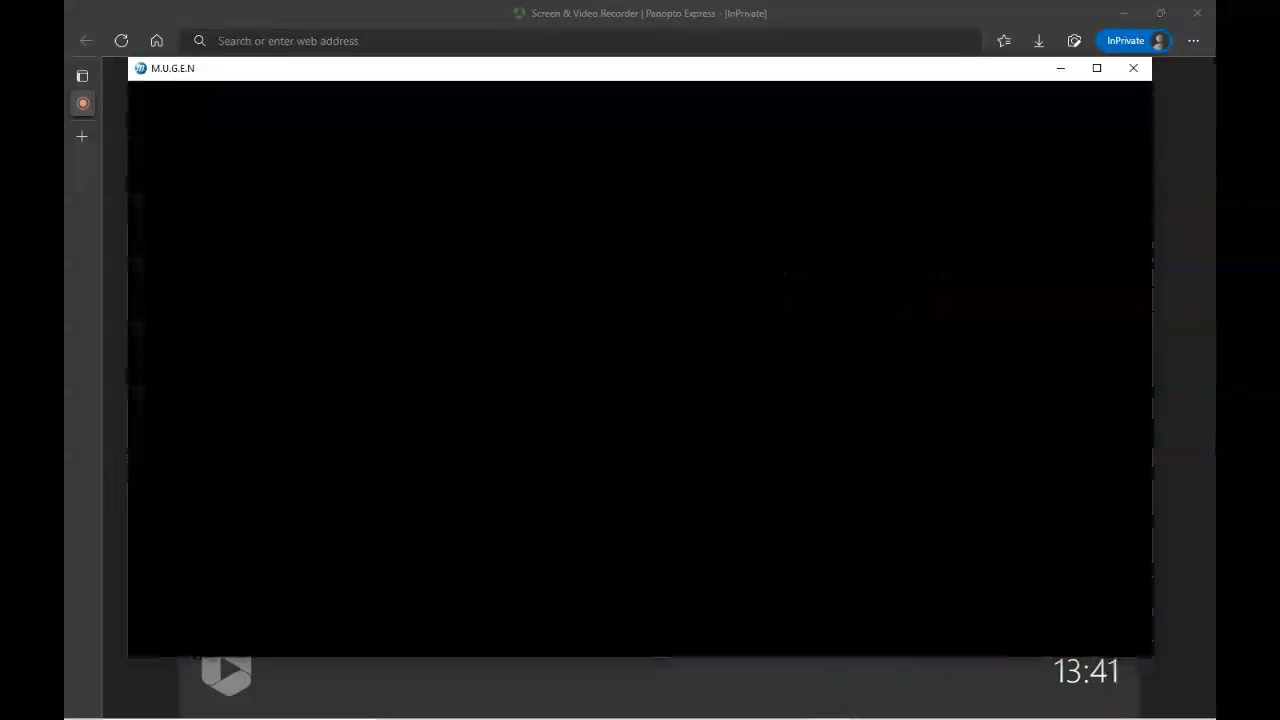 Screen & Video Recorder | Panopto Express - [InPrivate]
Search or enter web address
InPrivate
M.U.G.E.N
13:41